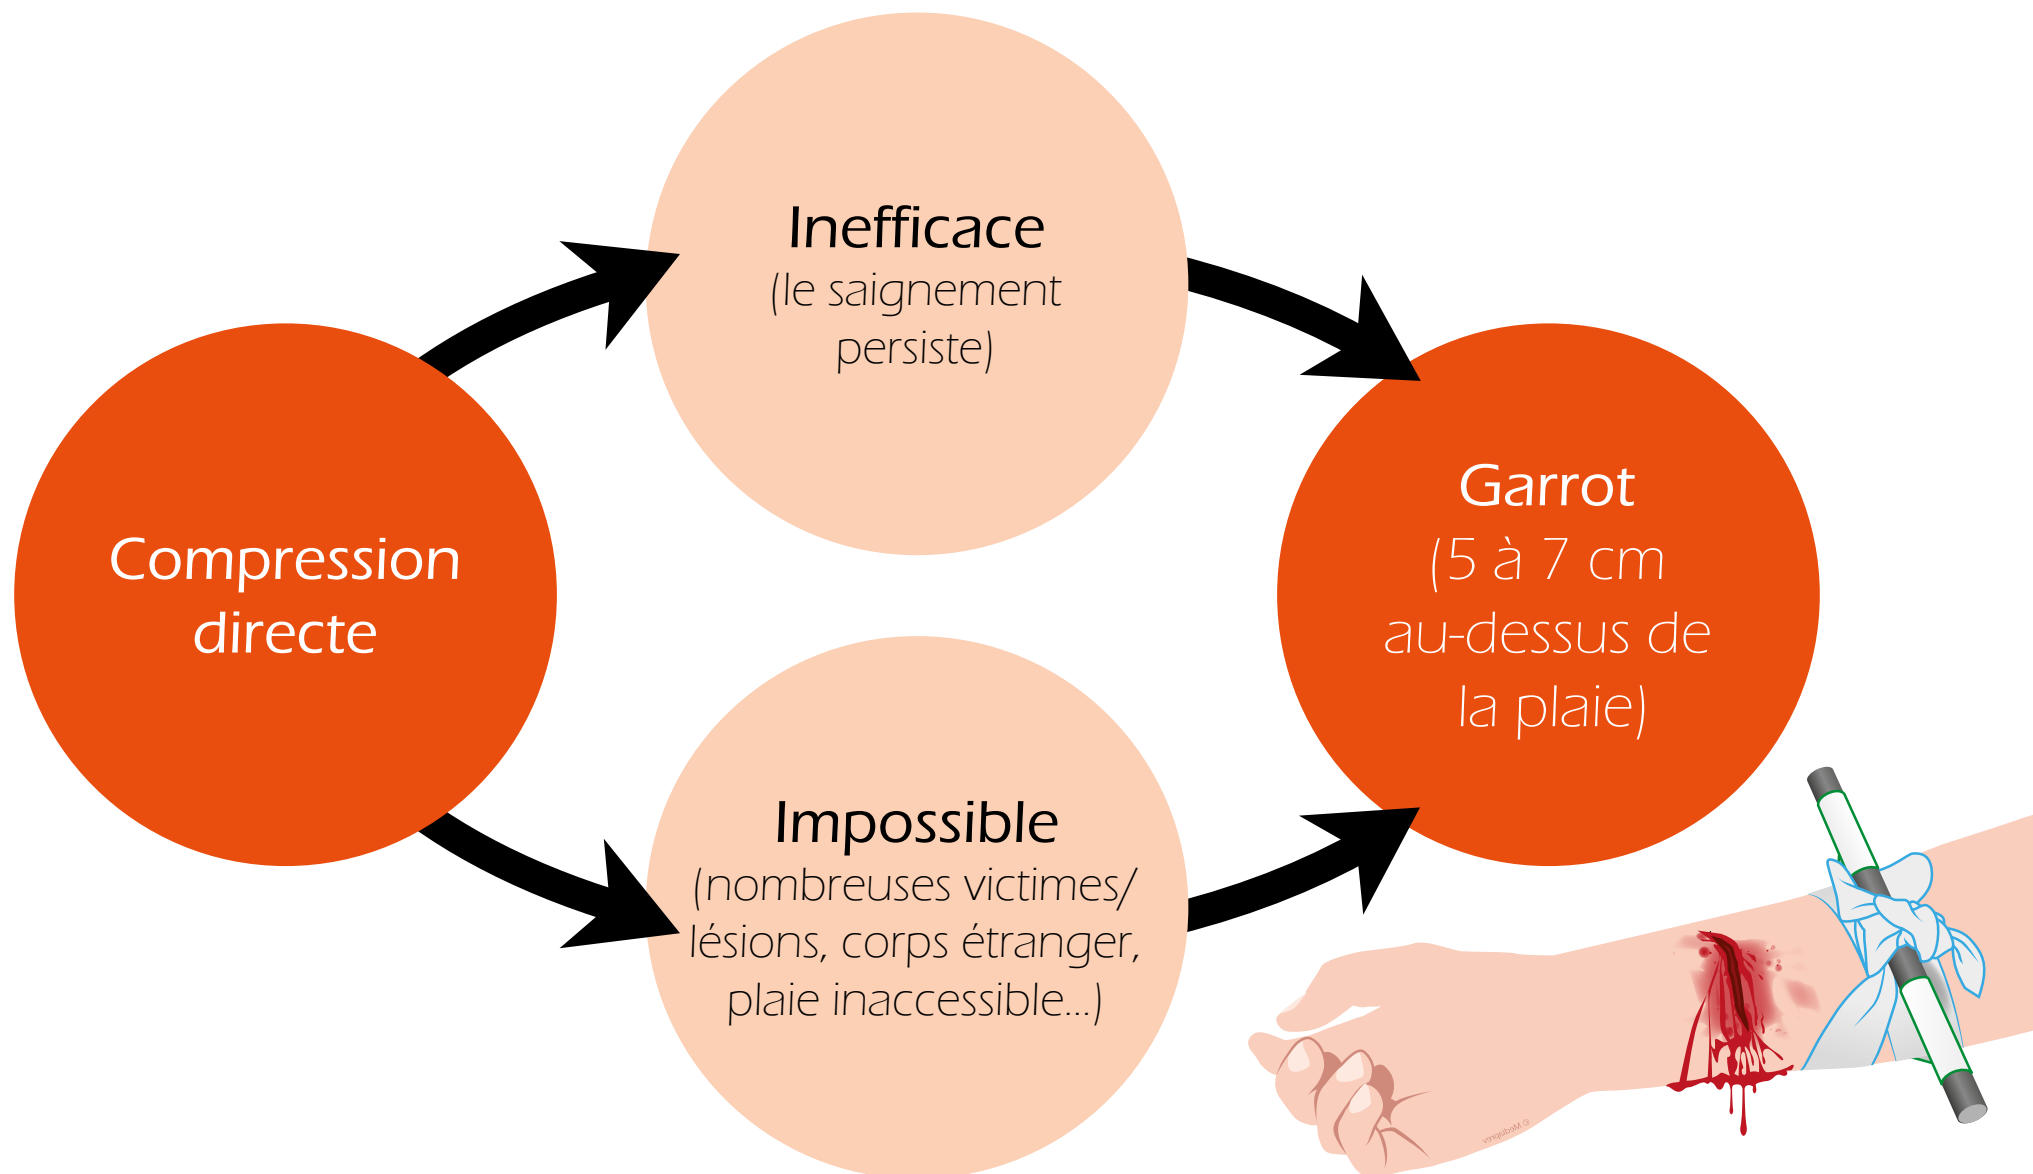 Compression
directe
Inefficace
(le saignement
persiste)
Impossible
(nombreuses victimes/
lésions, corps étranger,
plaie inaccessible...)
Garrot
(5 à 7 cm
au-dessus de
la plaie)